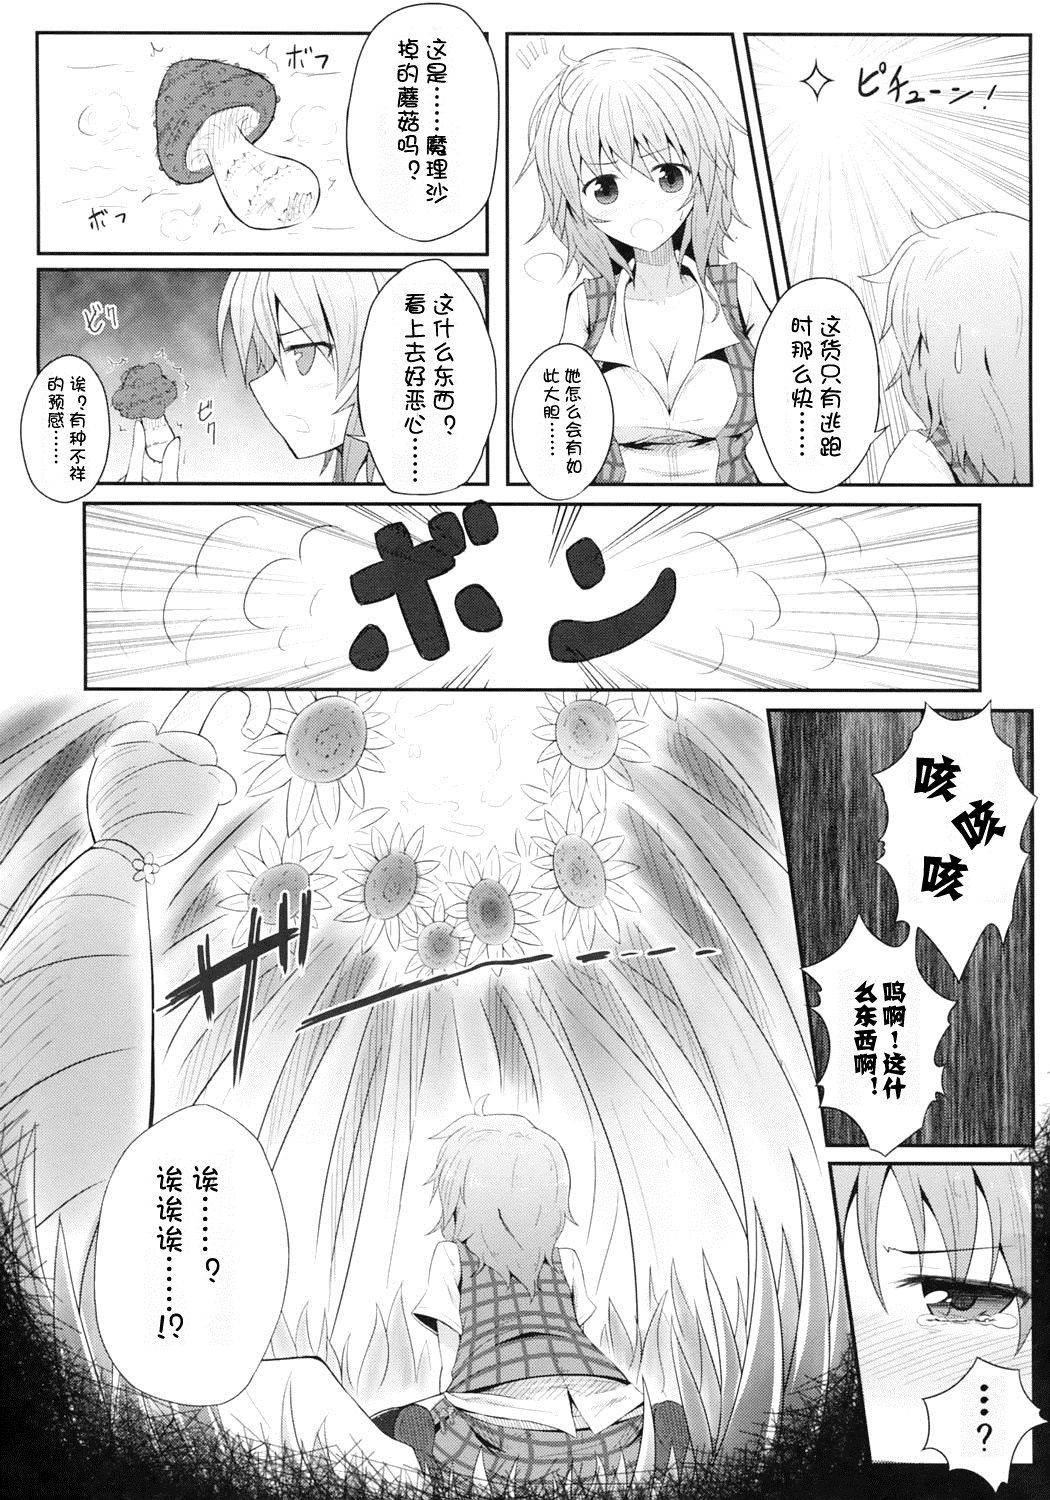 ピチューン！
这货只有逃跑
时那么快……
她怎么会有如
此大胆……
这是……魔理沙
掉的蘑菇吗？
ボフ
ボフ
这什么东西？
看上去好恶心……
ビク
ビク
诶？有种不祥
的预感……
ボン
咳
咳
咳
呜啊！这什
么东西啊！
…？
ザザーー
诶……？
诶诶诶……！？